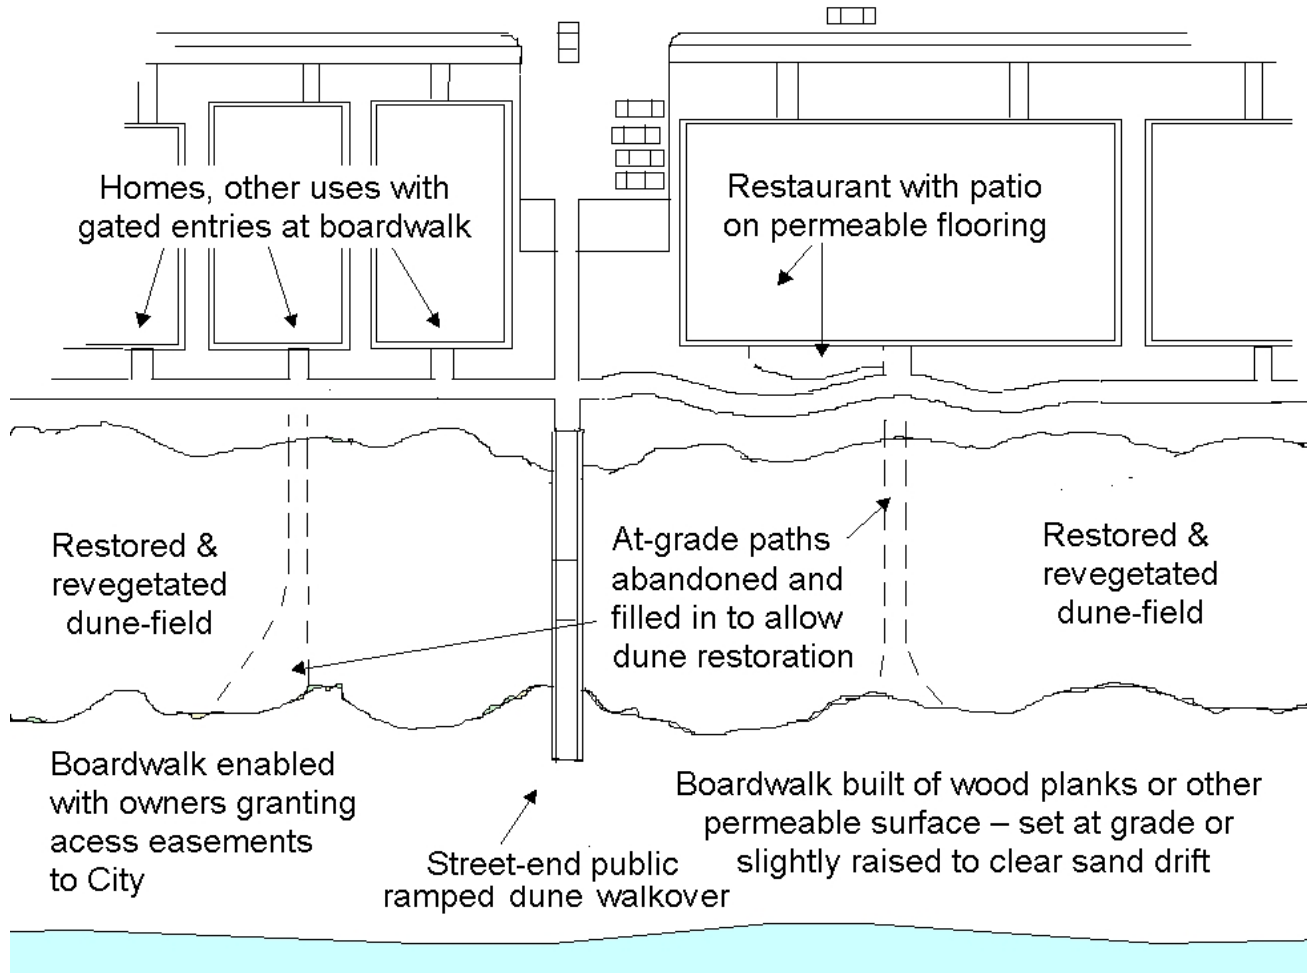 Homes, other uses with
gated entries at boardwalk
Restaurant with patio
on permeable flooring
Restored &
revegetated
dune-field
At-grade paths
abandoned and
filled in to allow
dune restoration
Restored &
revegetated
dune-field
Boardwalk enabled
with owners granting
acess easements
to City
Street-end public
ramped dune walkover
Boardwalk built of wood planks or other
permeable surface – set at grade or
slightly raised to clear sand drift